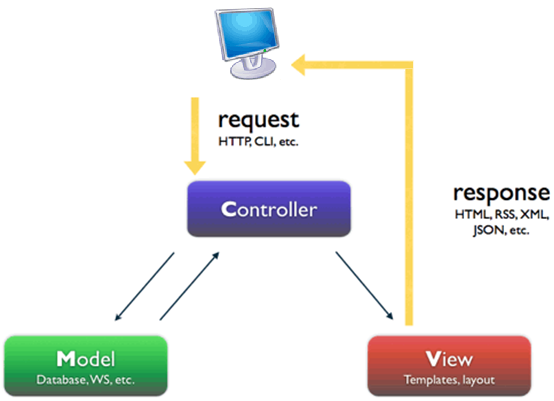 request
HTTP, CLI, etc.
Controller
response
HTML, RSS, XML,
JSON, etc.
Model
Database, WS, etc.
View
Templates, layout